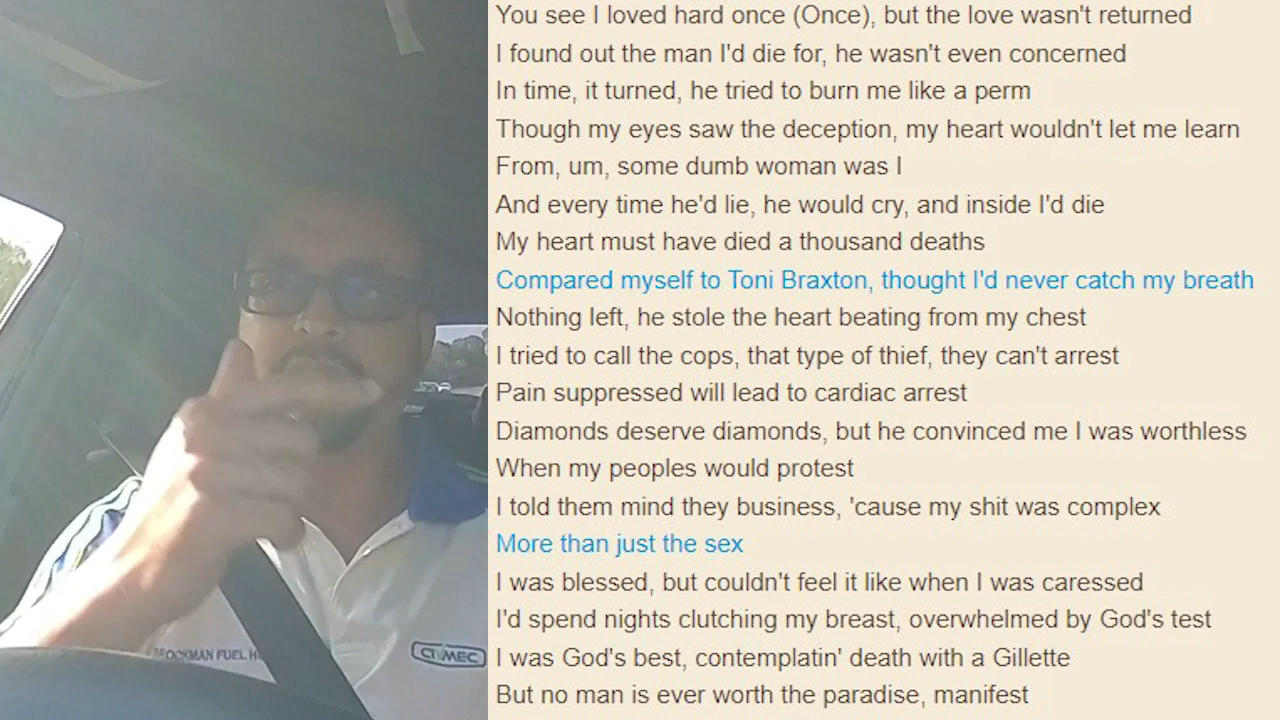 You see I loved hard once (Once), but the love wasn't returned
I found out the man I'd die for, he wasn't even concerned
In time, it turned, he tried to burn me like a perm
Though my eyes saw the deception, my heart wouldn't let me learn
From, um, some dumb woman was I
And every time he'd lie, he would cry, and inside I'd die
My heart must have died a thousand deaths
Compared myself to Toni Braxton, thought I'd never catch my breath
Nothing left, he stole the heart beating from my chest
I tried to call the cops, that type of thief, they can't arrest
Pain suppressed will lead to cardiac arrest
Diamonds deserve diamonds, but he convinced me I was worthless
When my peoples would protest
I told them mind they business, 'cause my shit was complex
More than just the sex
I was blessed, but couldn't feel it like when I was caressed
I'd spend nights clutching my breast, overwhelmed by God's test
I was God's best, contemplatin' death with a Gillette
But no man is ever worth the paradise, manifest
FUEL